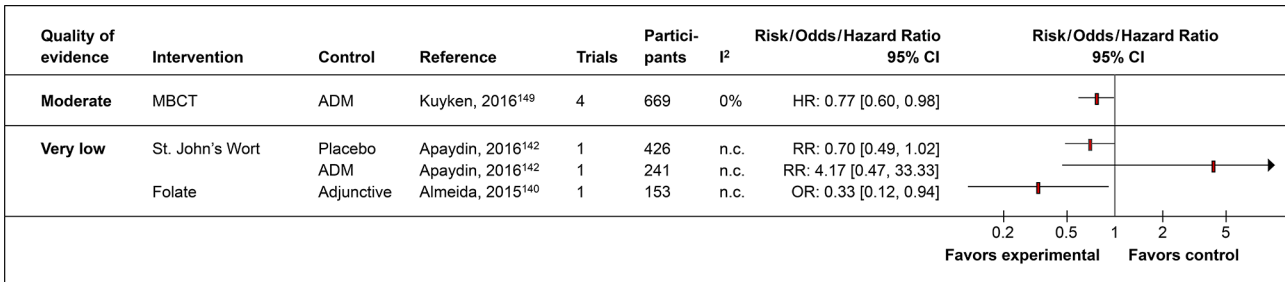 Quality of evidence Intervention Control Reference Trials Partici-pants I² Risk/Odds/Hazard Ratio 95% CI Risk/Odds/Hazard Ratio 95% CI
Moderate MBCT ADM Kuyken, 2016¹⁴⁹ 4 669 0% HR: 0.77 [0.60, 0.98]
Very low St. John's Wort Placebo Apaydin, 2016¹⁴² 1 426 n.c. RR: 0.70 [0.49, 1.02]
ADM Apaydin, 2016¹⁴² 1 241 n.c. RR: 4.17 [0.47, 33.33]
Folate Adjunctive Almeida, 2015¹⁴⁰ 1 153 n.c. OR: 0.33 [0.12, 0.94]
0.2 0.5 1 2 5
Favors experimental Favors control